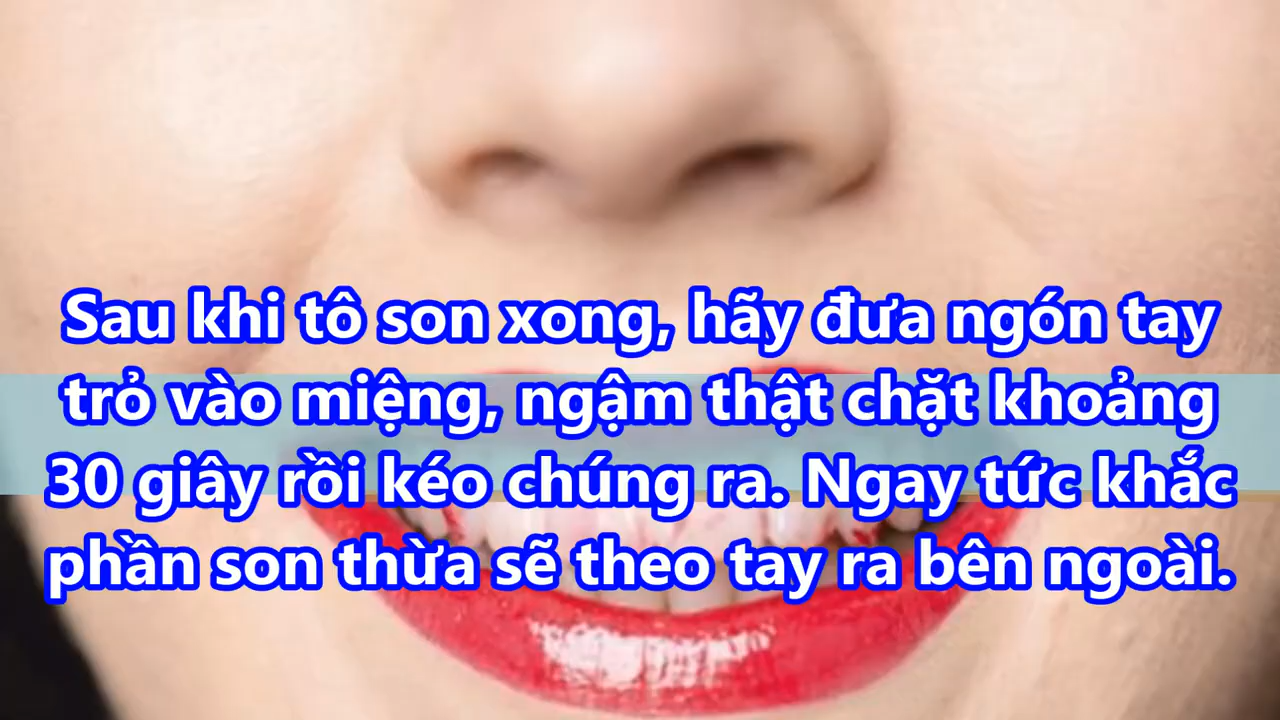 Sau khi tô son xong, hãy đưa ngón tay
trỏ vào miệng, ngậm thật chặt khoảng
30 giây rồi kéo chúng ra. Ngay tức khắc
phần son thừa sẽ theo tay ra bên ngoài.